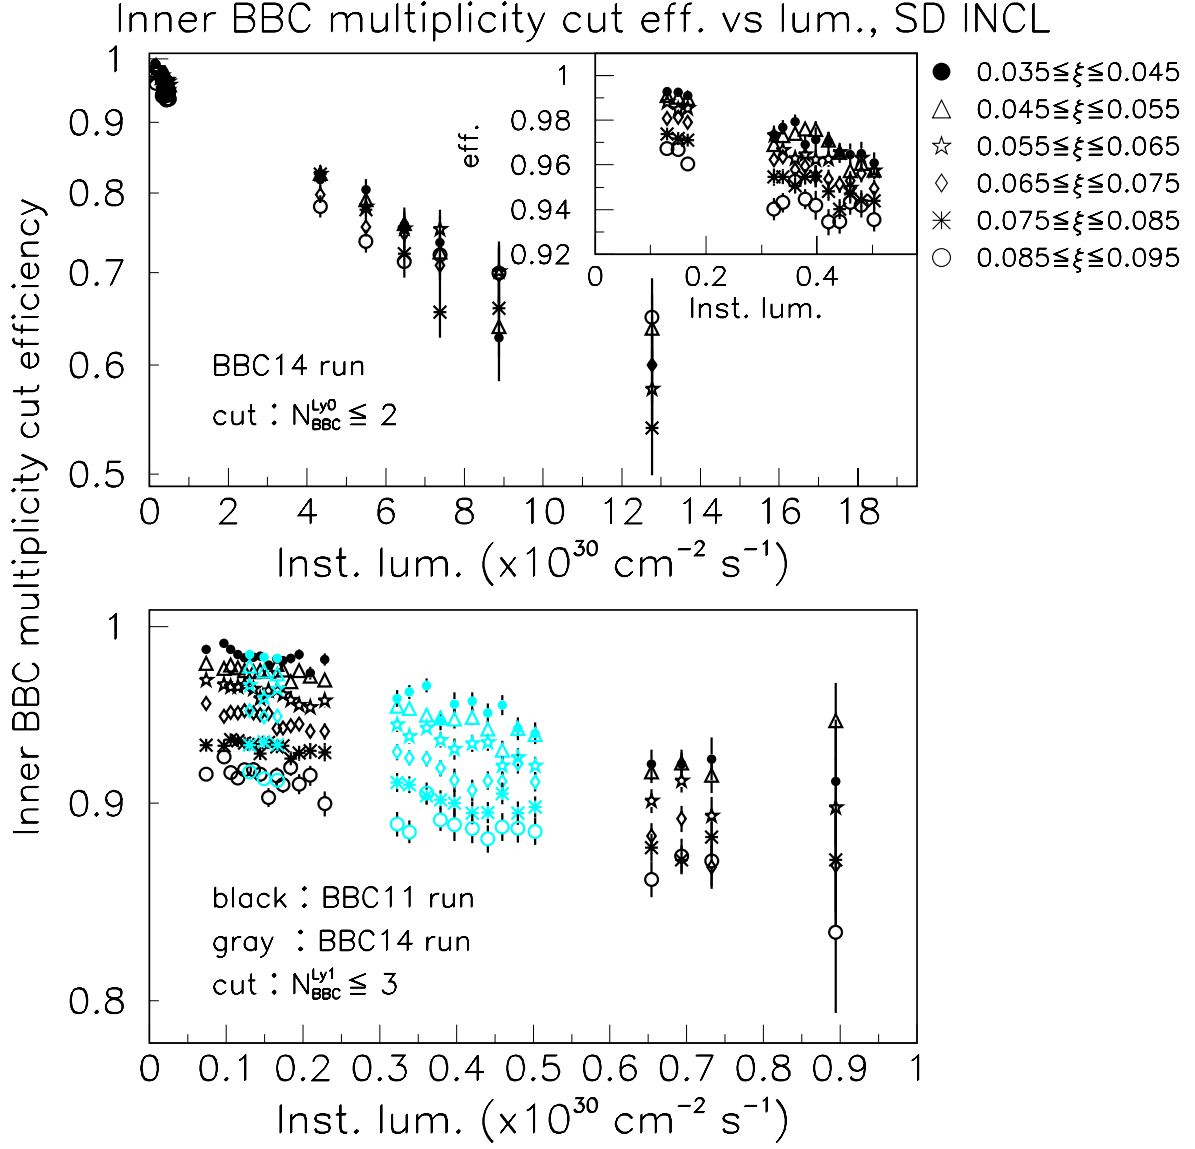 Inner BBC multiplicity cut eff. vs lum., SD INCL
Inner BBC multiplicity cut efficiency
1
0.9
0.8
0.7
0.6
0.5
0 2 4 6 8 10 12 14 16 18
Inst. lum. (x10³⁰ cm⁻² s⁻¹)
BBC14 run
cut : N_BBC^Ly0 ≦ 2
eff.
1
0.98
0.96
0.94
0.92
0 0.2 0.4
Inst. lum.
0.035≦ξ≦0.045
0.045≦ξ≦0.055
0.055≦ξ≦0.065
0.065≦ξ≦0.075
0.075≦ξ≦0.085
0.085≦ξ≦0.095
1
0.9
0.8
black : BBC11 run
gray : BBC14 run
cut : N_BBC^Ly1 ≦ 3
0 0.1 0.2 0.3 0.4 0.5 0.6 0.7 0.8 0.9 1
Inst. lum. (x10³⁰ cm⁻² s⁻¹)